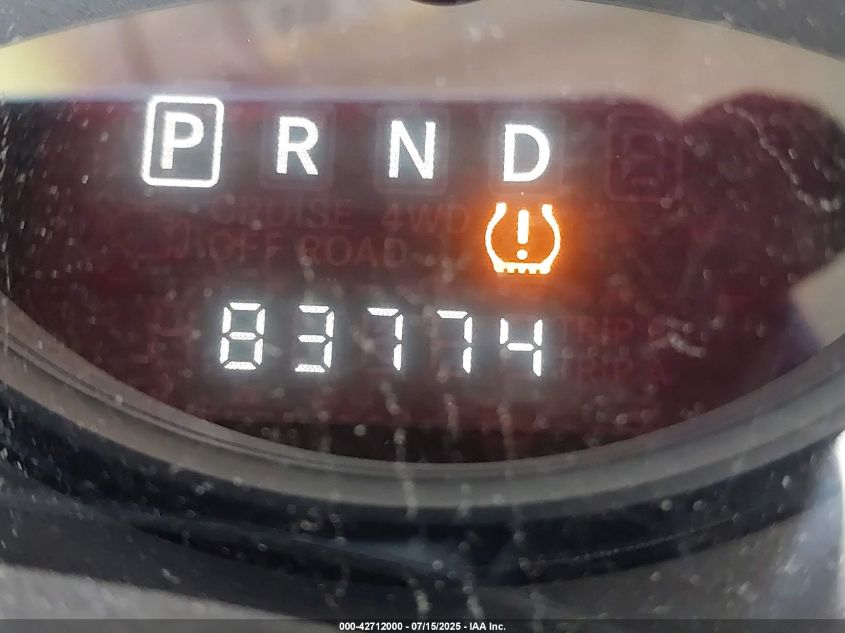 P R N D
CRUISE 4WD
OFF ROAD
83774 TRIP
TRIP A
000-42712000 - 07/15/2025 - IAA Inc.